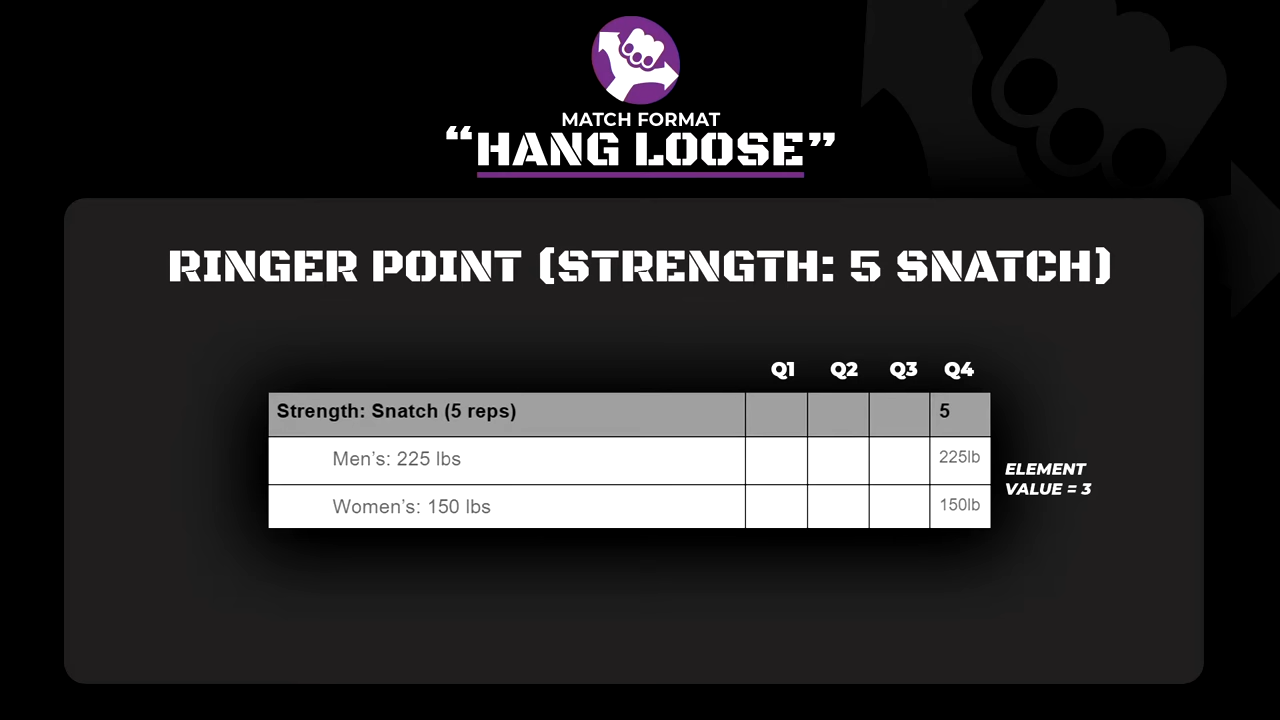 MATCH FORMAT
“HANG LOOSE”
RINGER POINT (STRENGTH: 5 SNATCH)
Q1 Q2 Q3 Q4
Strength: Snatch (5 reps) 5
Men’s: 225 lbs 225lb
Women’s: 150 lbs 150lb
ELEMENT
VALUE = 3